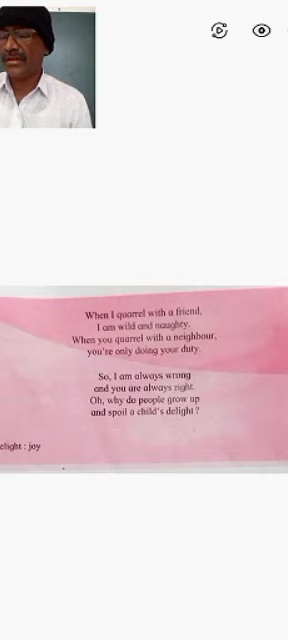 When I quarrel with a friend,
I am wild and naughty.
When you quarrel with a neighbour,
you're only doing your duty.
So, I am always wrong
and you are always right.
Oh, why do people grow up
and spoil a child's delight ?
elight : joy